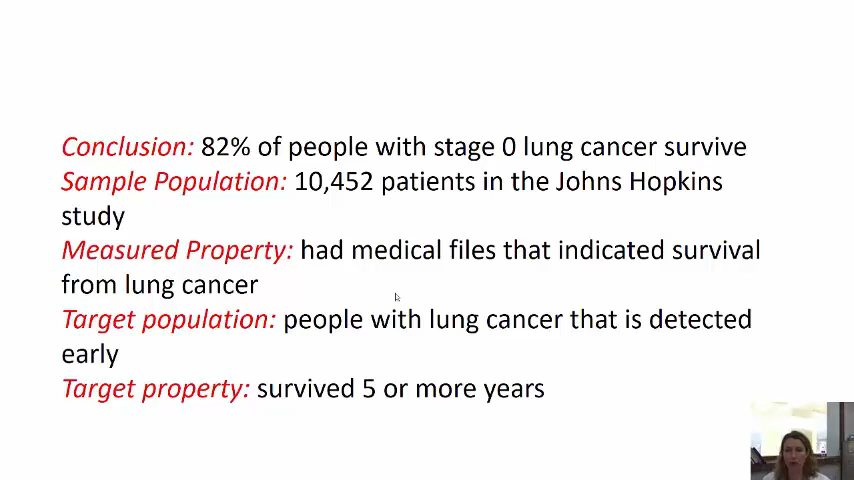 Conclusion: 82% of people with stage 0 lung cancer survive
Sample Population: 10,452 patients in the Johns Hopkins
study
Measured Property: had medical files that indicated survival
from lung cancer
Target population: people with lung cancer that is detected
early
Target property: survived 5 or more years